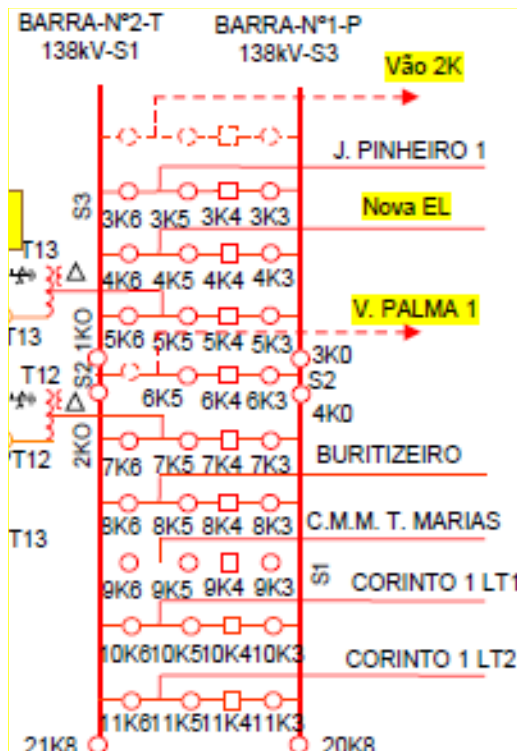 BARRA-Nº2-T BARRA-Nº1-P
138kV-S1 138kV-S3
Vão 2K
J. PINHEIRO 1
S3
3K6 3K5 3K4 3K3
Nova EL
T13
4K6 4K5 4K4 4K3
V. PALMA 1
T13 1KO
5K6 5K5 5K4 5K3 3K0
T12 S2 S2
6K5 6K4 6K3 4K0
2KO
PT12
7K6 7K5 7K4 7K3 BURITIZEIRO
T13
8K6 8K5 8K4 8K3 C.M.M. T. MARIAS
9K6 9K5 9K4 9K3 S1
CORINTO 1 LT1
10K6 10K5 10K4 10K3
CORINTO 1 LT2
11K6 11K5 11K4 11K3
21K8 20K8